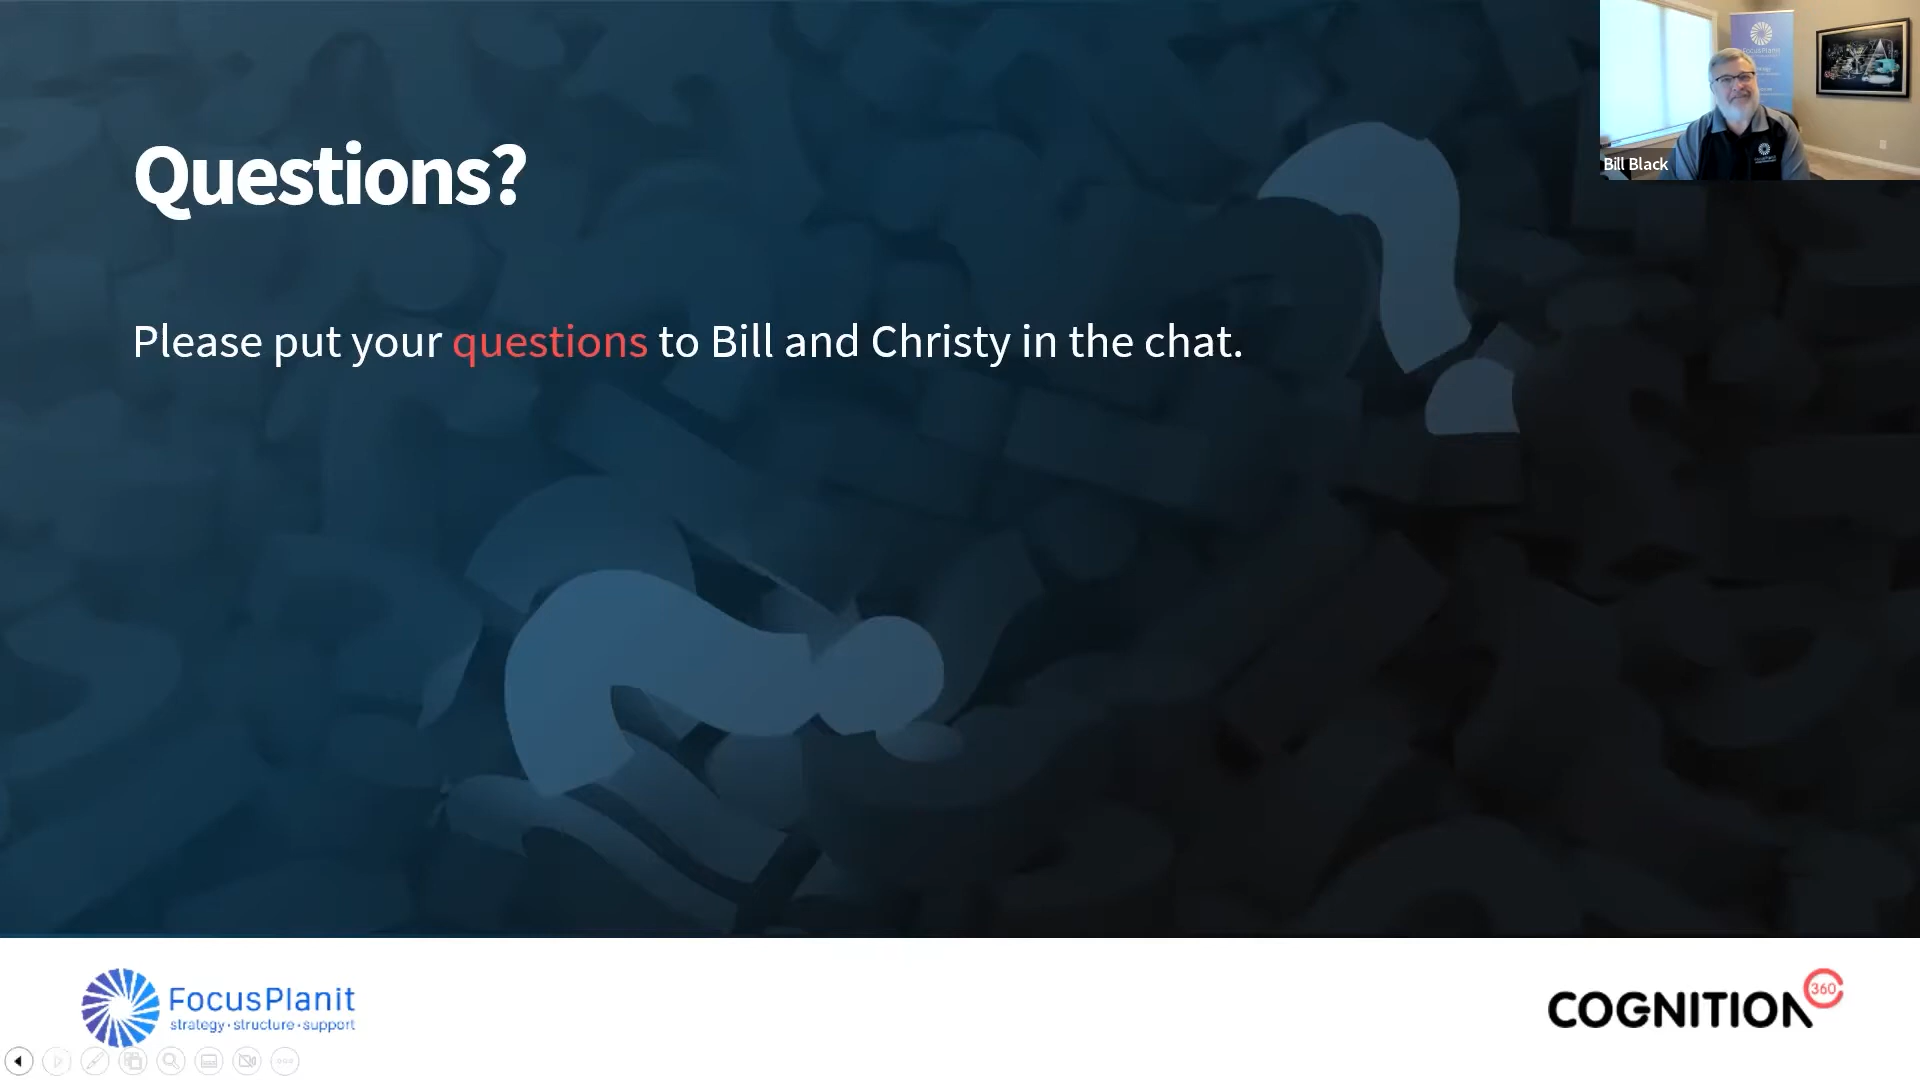 Questions?
Please put your questions to Bill and Christy in the chat.
FocusPlanit
Bill Black
FocusPlanit
strategy·structure·support
COGNITION
360